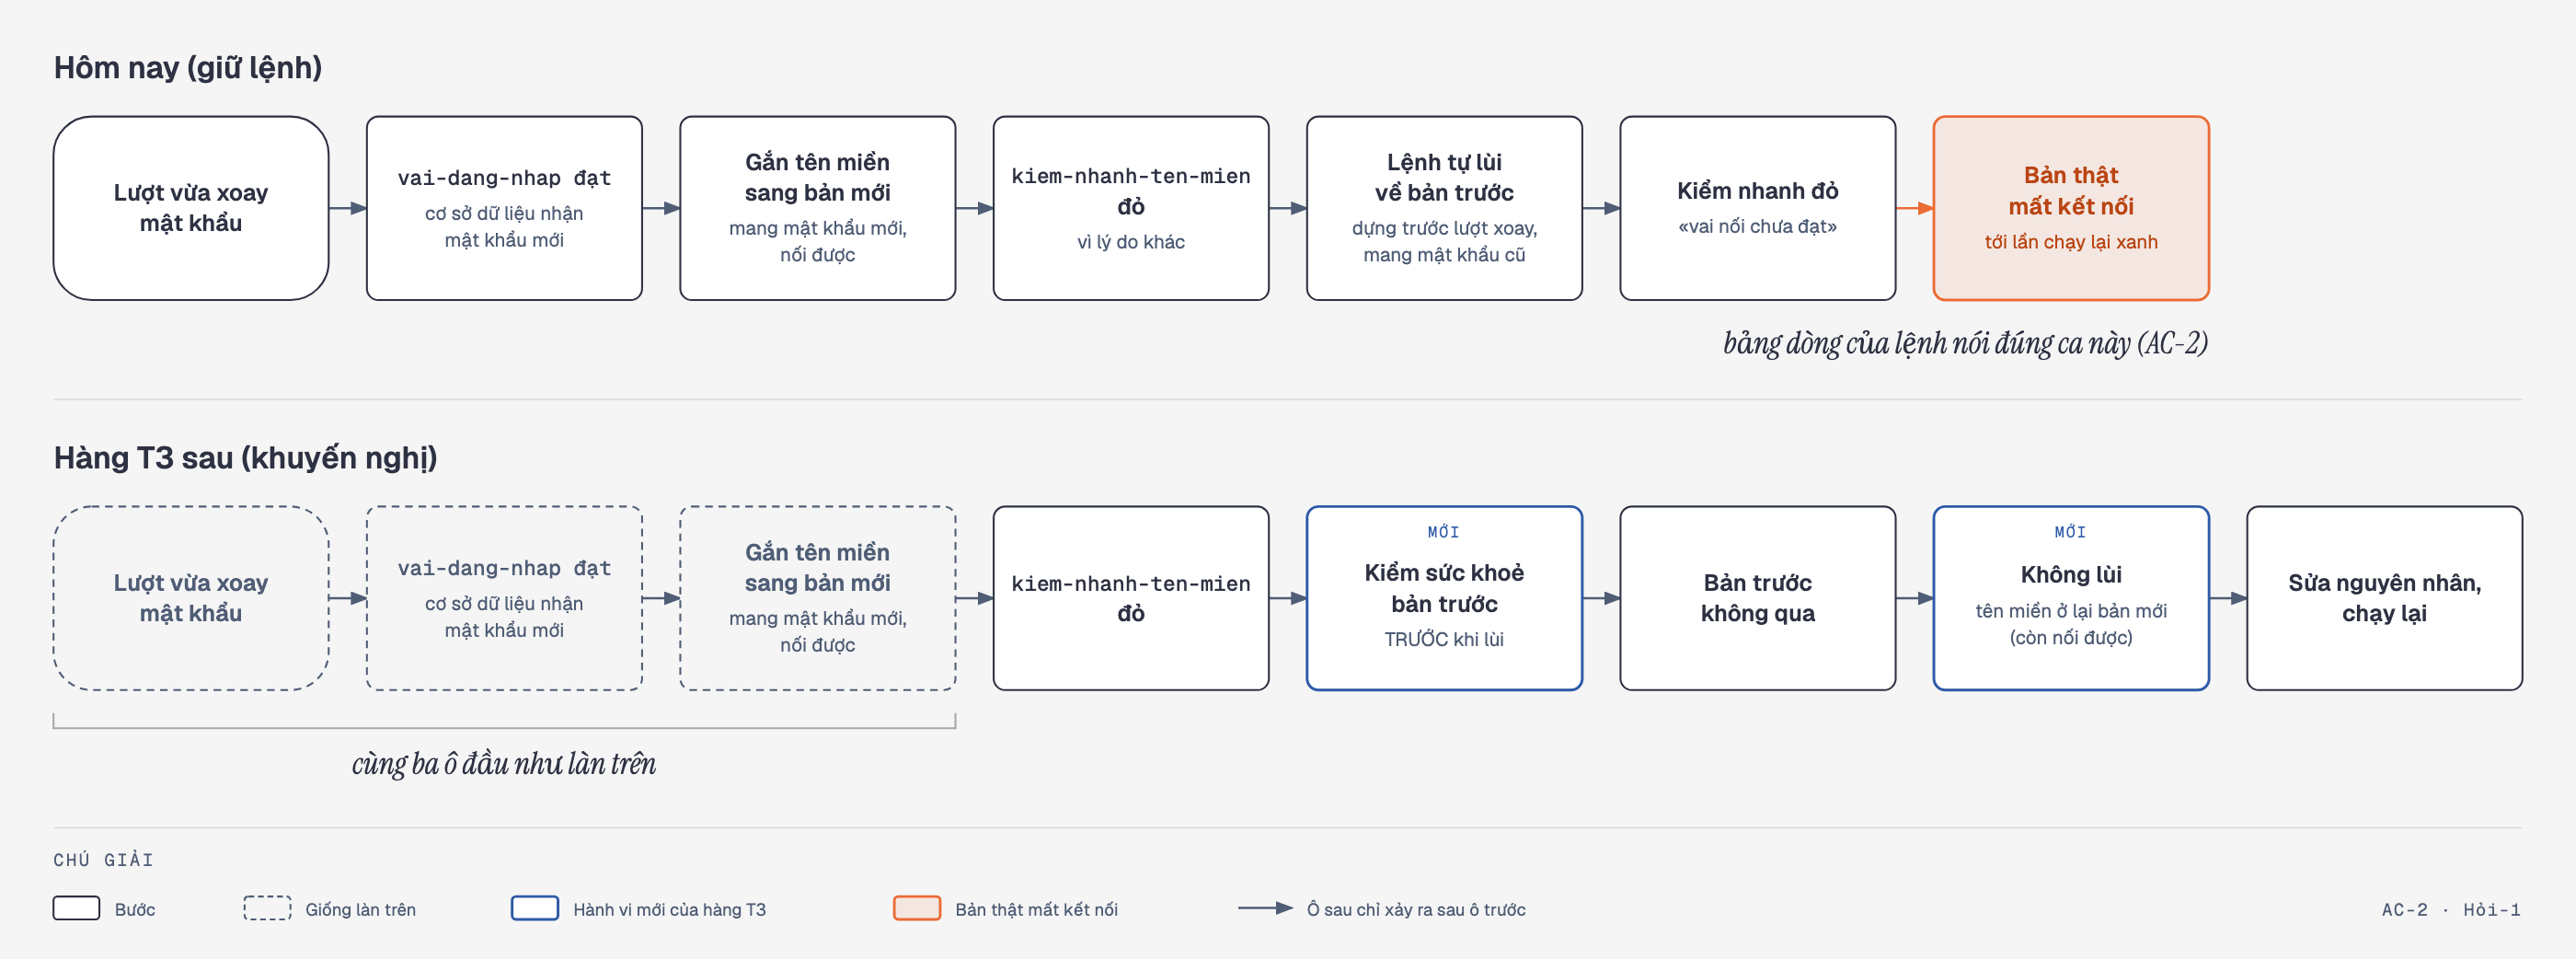 Hôm nay (giữ lệnh)
Lượt vừa xoay
mật khẩu
vai-dang-nhap đạt
cơ sở dữ liệu nhận
mật khẩu mới
Gắn tên miền
sang bản mới
mang mật khẩu mới,
nối được
kiem-nhanh-ten-mien
đỏ
vì lý do khác
Lệnh tự lùi
về bản trước
dựng trước lượt xoay,
mang mật khẩu cũ
Kiểm nhanh đỏ
«vai nối chưa đạt»
Bản thật
mất kết nối
tới lần chạy lại xanh
bảng dòng của lệnh nói đúng ca này (AC-2)
Hàng T3 sau (khuyến nghị)
Lượt vừa xoay
mật khẩu
vai-dang-nhap đạt
cơ sở dữ liệu nhận
mật khẩu mới
Gắn tên miền
sang bản mới
mang mật khẩu mới,
nối được
kiem-nhanh-ten-mien
đỏ
MỚI
Kiểm sức khoẻ
bản trước
TRƯỚC khi lùi
Bản trước
không qua
MỚI
Không lùi
tên miền ở lại bản mới
(còn nối được)
Sửa nguyên nhân,
chạy lại
cùng ba ô đầu như làn trên
CHÚ GIẢI
Bước
Giống làn trên
Hành vi mới của hàng T3
Bản thật mất kết nối
Ô sau chỉ xảy ra sau ô trước
AC-2 · Hỏi-1